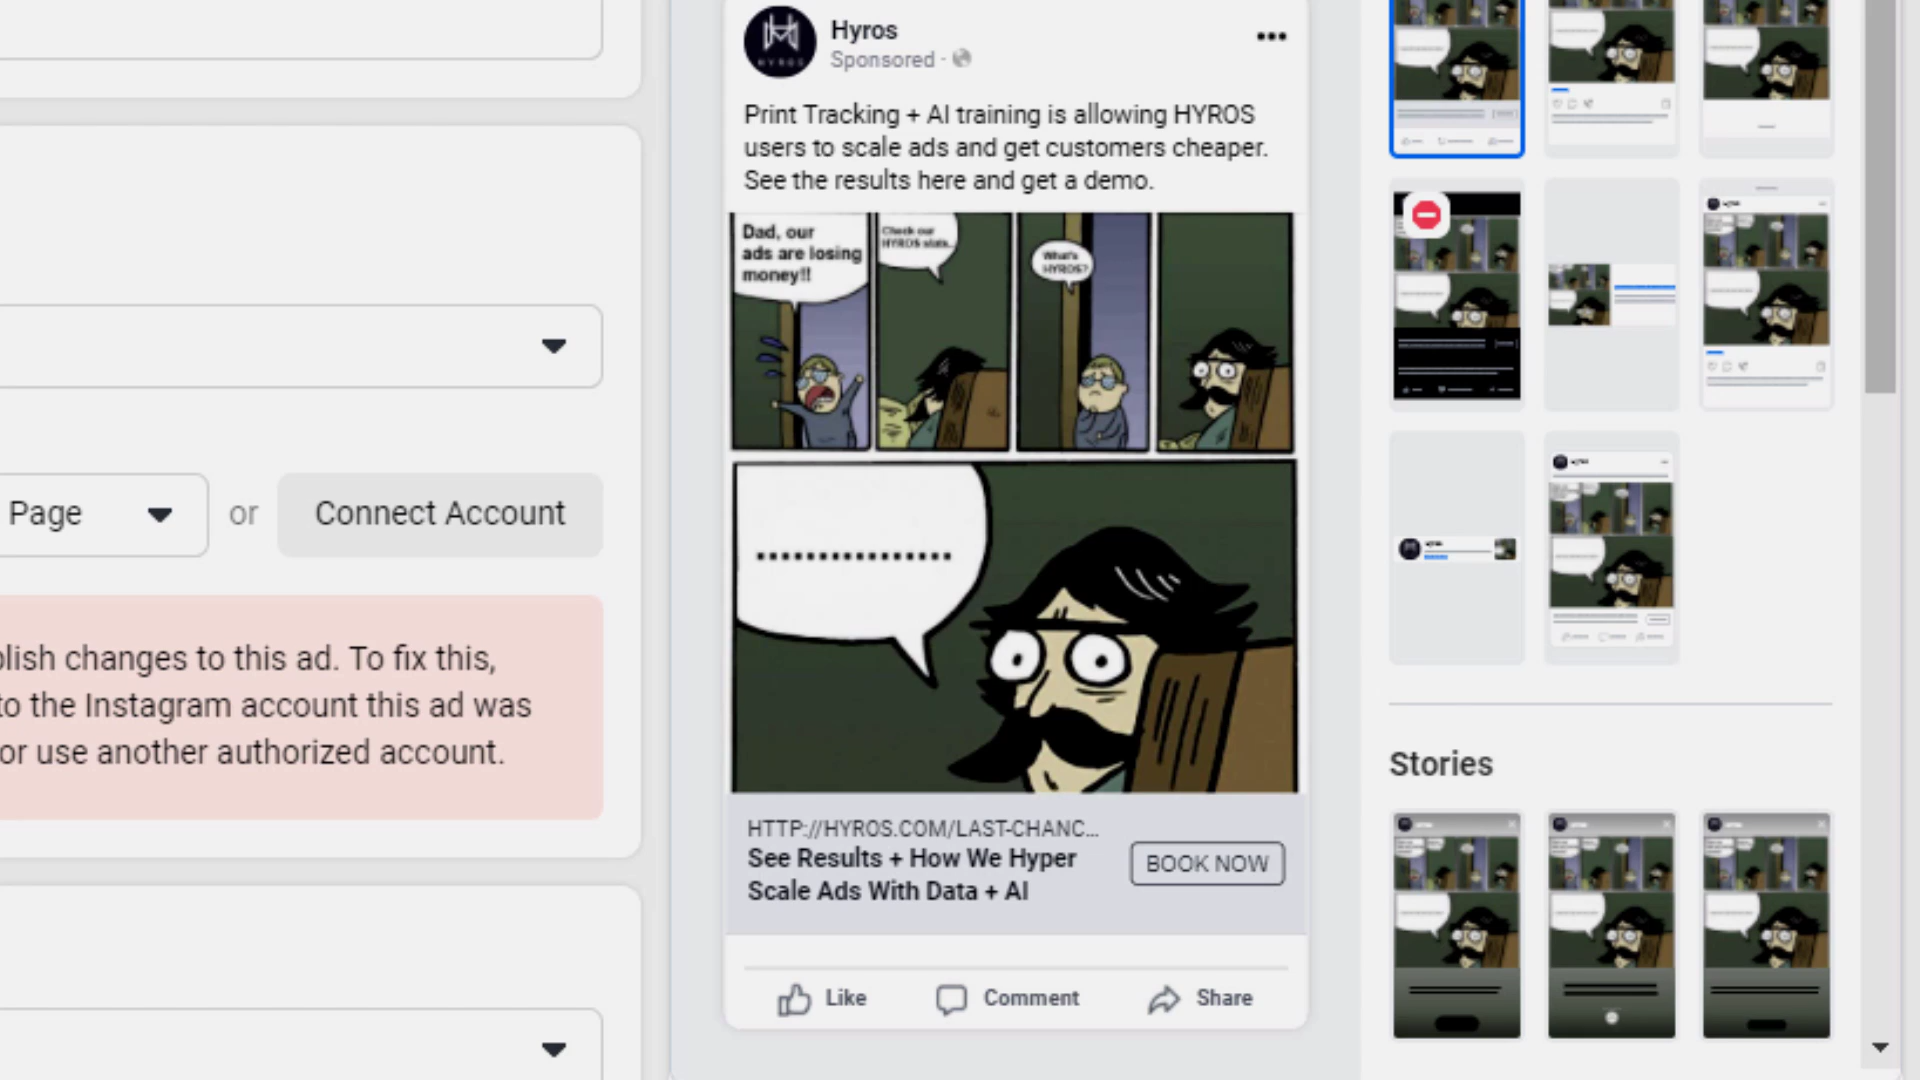 Page
or
Connect Account
lish changes to this ad. To fix this,
to the Instagram account this ad was
or use another authorized account.
HYROS
Hyros
Sponsored ·
Print Tracking + AI training is allowing HYROS
users to scale ads and get customers cheaper.
See the results here and get a demo.
Dad, our
ads are losing
money!!
Check our
HYROS stats..
What's
HYROS?
................
HTTP://HYROS.COM/LAST-CHANC...
See Results + How We Hyper
Scale Ads With Data + AI
BOOK NOW
Like
Comment
Share
Stories